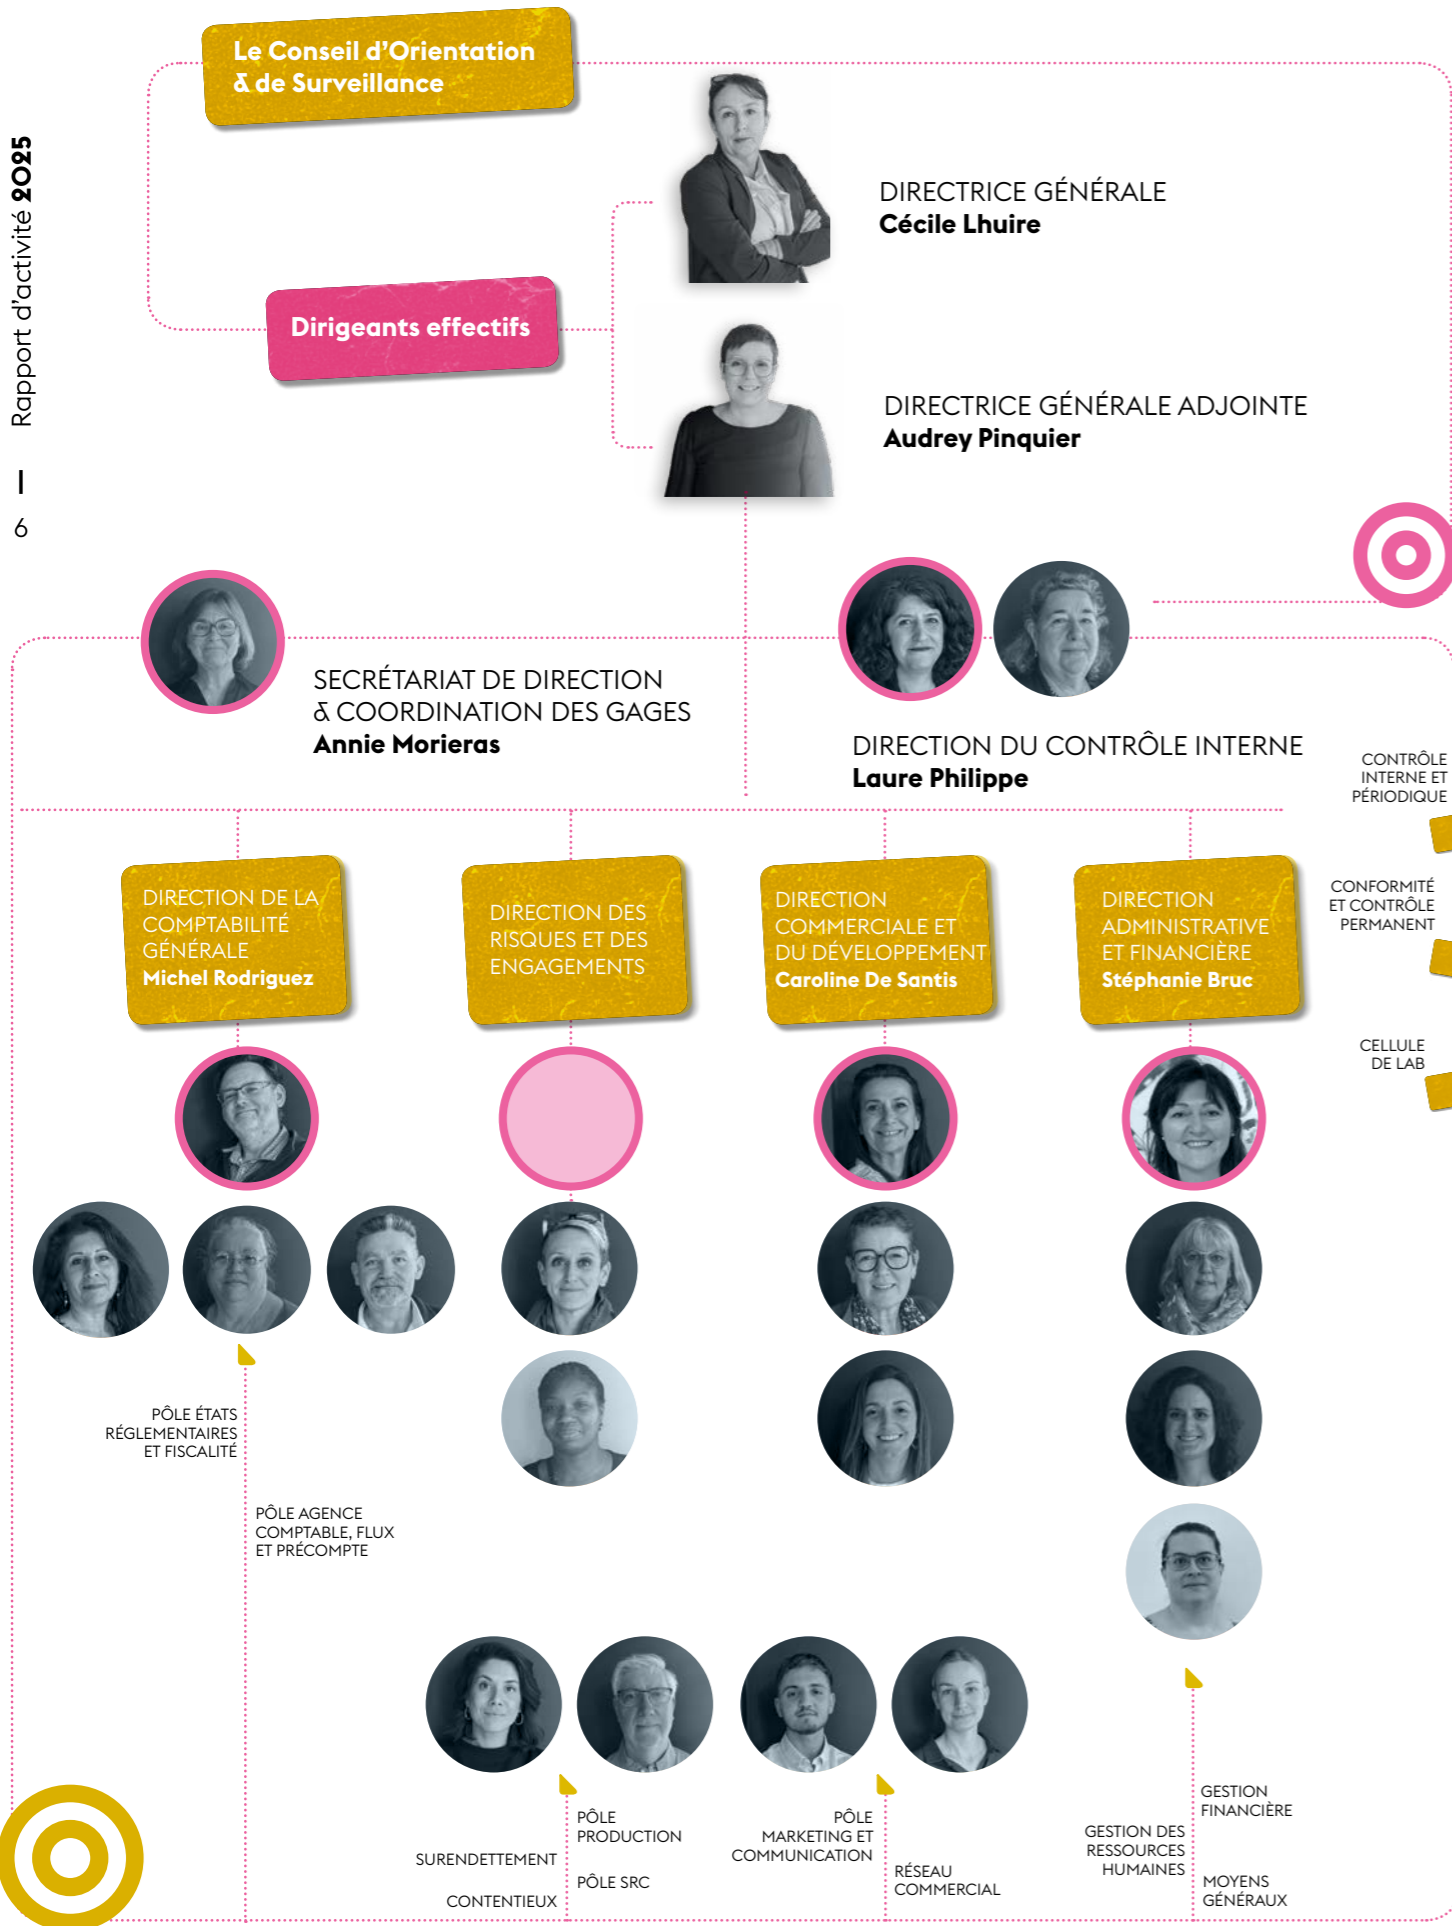 Rapport d'activité 2025
6
Le Conseil d'Orientation
& de Surveillance
DIRECTRICE GÉNÉRALE
Cécile Lhuire
Dirigeants effectifs
DIRECTRICE GÉNÉRALE ADJOINTE
Audrey Pinquier
SECRÉTARIAT DE DIRECTION
& COORDINATION DES GAGES
Annie Morieras
DIRECTION DU CONTRÔLE INTERNE
Laure Philippe
CONTRÔLE
INTERNE ET
PÉRIODIQUE
CONFORMITÉ
ET CONTRÔLE
PERMANENT
CELLULE
DE LAB
DIRECTION DE LA
COMPTABILITÉ
GÉNÉRALE
Michel Rodriguez
DIRECTION DES
RISQUES ET DES
ENGAGEMENTS
DIRECTION
COMMERCIALE ET
DU DÉVELOPPEMENT
Caroline De Santis
DIRECTION
ADMINISTRATIVE
ET FINANCIÈRE
Stéphanie Bruc
PÔLE ÉTATS
RÉGLEMENTAIRES
ET FISCALITÉ
PÔLE AGENCE
COMPTABLE, FLUX
ET PRÉCOMPTE
SURENDETTEMENT
CONTENTIEUX
PÔLE
PRODUCTION
PÔLE SRC
PÔLE
MARKETING ET
COMMUNICATION
RÉSEAU
COMMERCIAL
GESTION DES
RESSOURCES
HUMAINES
GESTION
FINANCIÈRE
MOYENS
GÉNÉRAUX